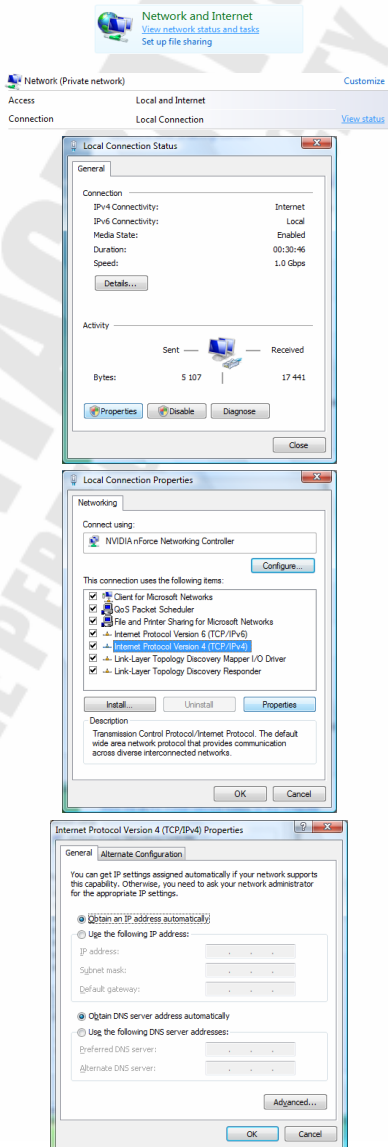 Network and Internet
View network status and tasks
Set up file sharing
Network (Private network) Customize
Access Local and Internet
Connection Local Connection View status
Local Connection Status
General
Connection
IPv4 Connectivity: Internet
IPv6 Connectivity: Local
Media State: Enabled
Duration: 00:30:46
Speed: 1.0 Gbps
Details...
Activity
Sent Received
Bytes: 5 107 17 441
Properties Disable Diagnose
Close
Local Connection Properties
Networking
Connect using:
NVIDIA nForce Networking Controller
Configure...
This connection uses the following items:
Client for Microsoft Networks
QoS Packet Scheduler
File and Printer Sharing for Microsoft Networks
Internet Protocol Version 6 (TCP/IPv6)
Internet Protocol Version 4 (TCP/IPv4)
Link-Layer Topology Discovery Mapper I/O Driver
Link-Layer Topology Discovery Responder
Install... Uninstall Properties
Description
Transmission Control Protocol/Internet Protocol. The default
wide area network protocol that provides communication
across diverse interconnected networks.
OK Cancel
Internet Protocol Version 4 (TCP/IPv4) Properties
General Alternate Configuration
You can get IP settings assigned automatically if your network supports
this capability. Otherwise, you need to ask your network administrator
for the appropriate IP settings.
Obtain an IP address automatically
Use the following IP address:
IP address: . . .
Subnet mask: . . .
Default gateway: . . .
Obtain DNS server address automatically
Use the following DNS server addresses:
Preferred DNS server: . . .
Alternate DNS server: . . .
Advanced...
OK Cancel